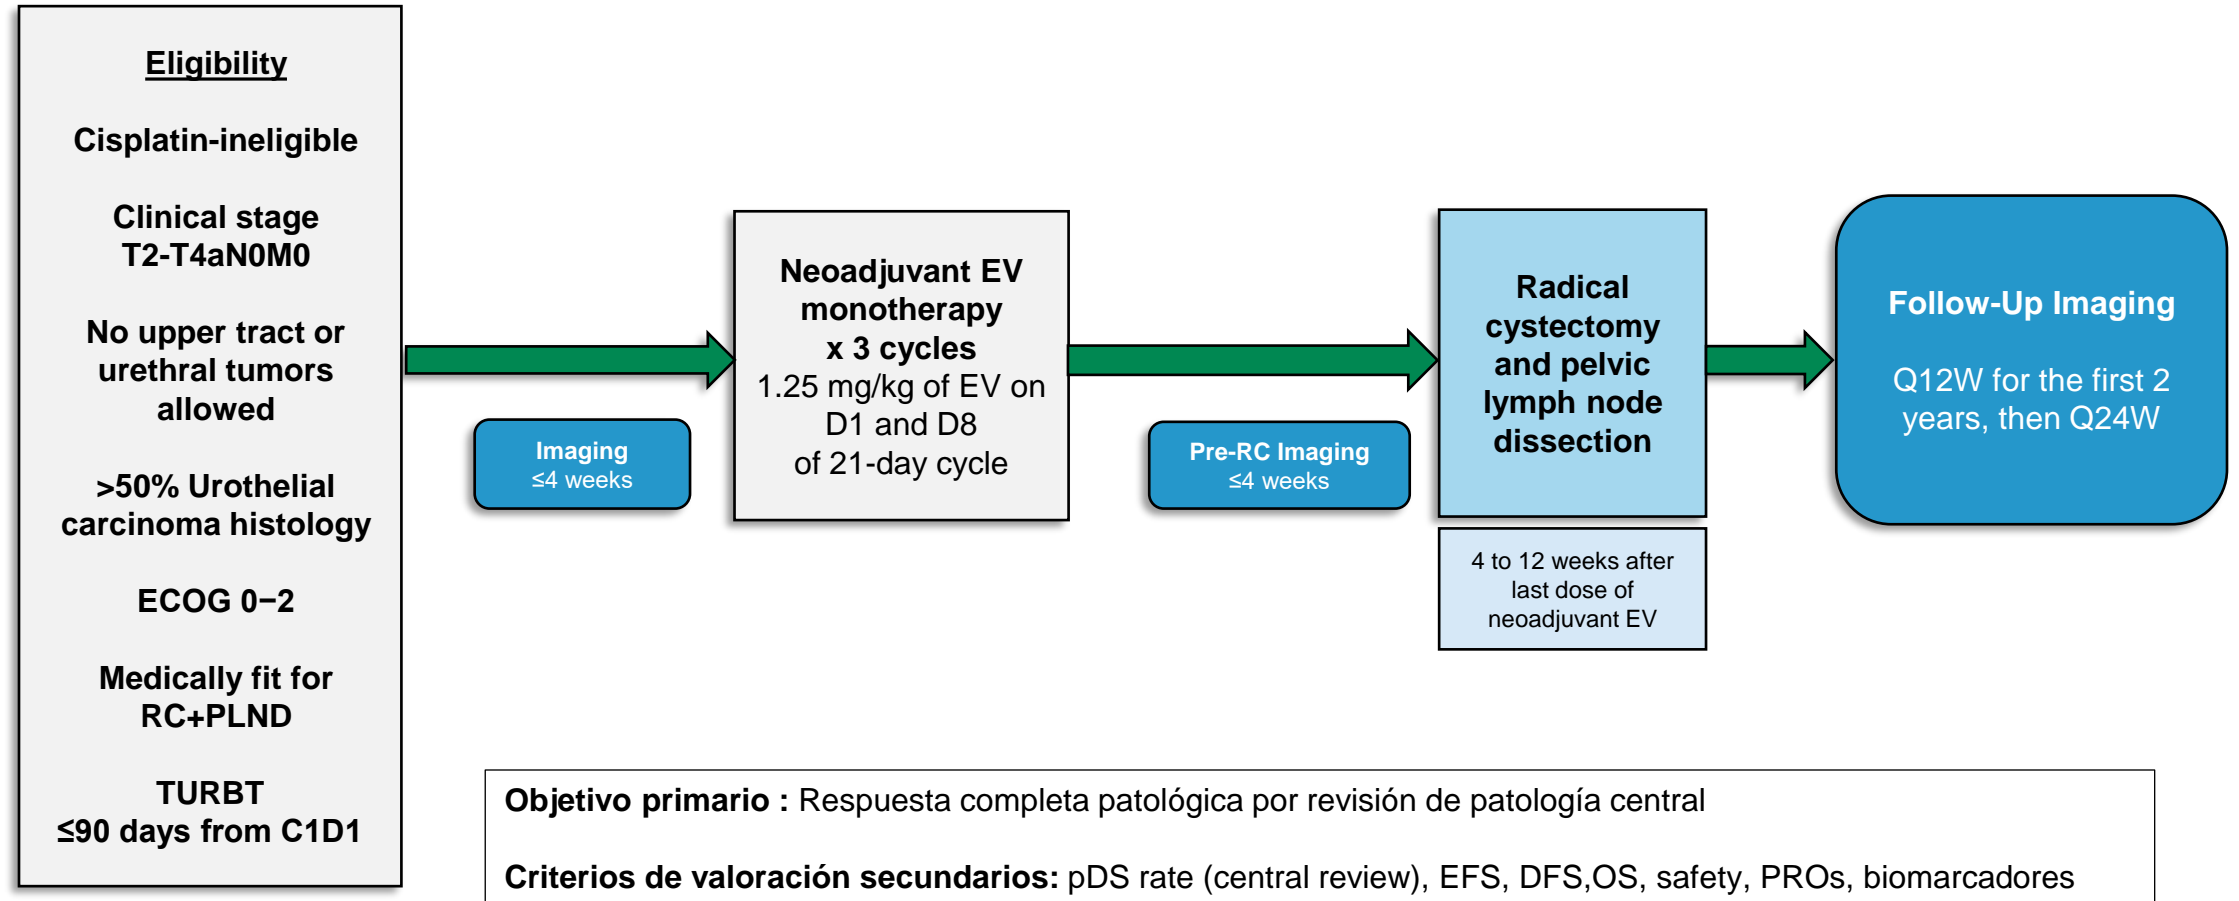 Eligibility
Cisplatin-ineligible
Clinical stage
T2-T4aN0M0
No upper tract or
urethral tumors
allowed
>50% Urothelial
carcinoma histology
ECOG 0−2
Medically fit for
RC+PLND
TURBT
≤90 days from C1D1
Imaging
≤4 weeks
Neoadjuvant EV
monotherapy
x 3 cycles
1.25 mg/kg of EV on
D1 and D8
of 21-day cycle
Pre-RC Imaging
≤4 weeks
Radical
cystectomy
and pelvic
lymph node
dissection
4 to 12 weeks after
last dose of
neoadjuvant EV
Follow-Up Imaging
Q12W for the first 2
years, then Q24W
Objetivo primario : Respuesta completa patológica por revisión de patología central
Criterios de valoración secundarios: pDS rate (central review), EFS, DFS,OS, safety, PROs, biomarcadores